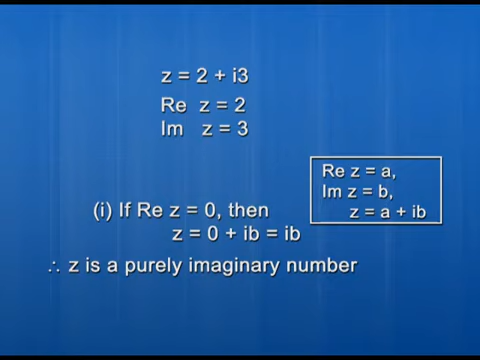 z = 2 + i3
Re z = 2
Im z = 3
Re z = a,
Im z = b,
z = a + ib
(i) If Re z = 0, then
z = 0 + ib = ib
∴ z is a purely imaginary number